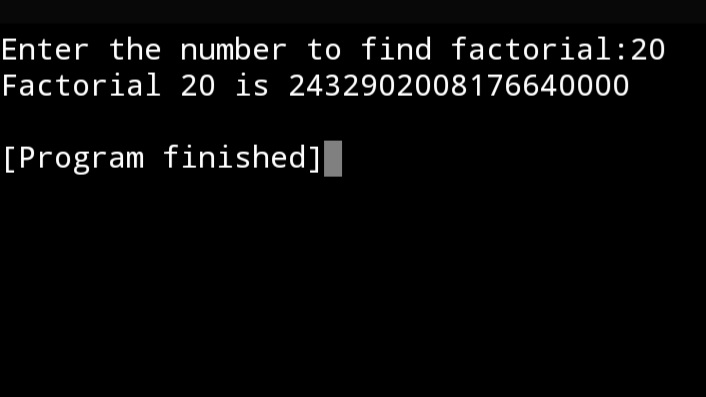 Enter the number to find factorial:20
Factorial 20 is 2432902008176640000
[Program finished]